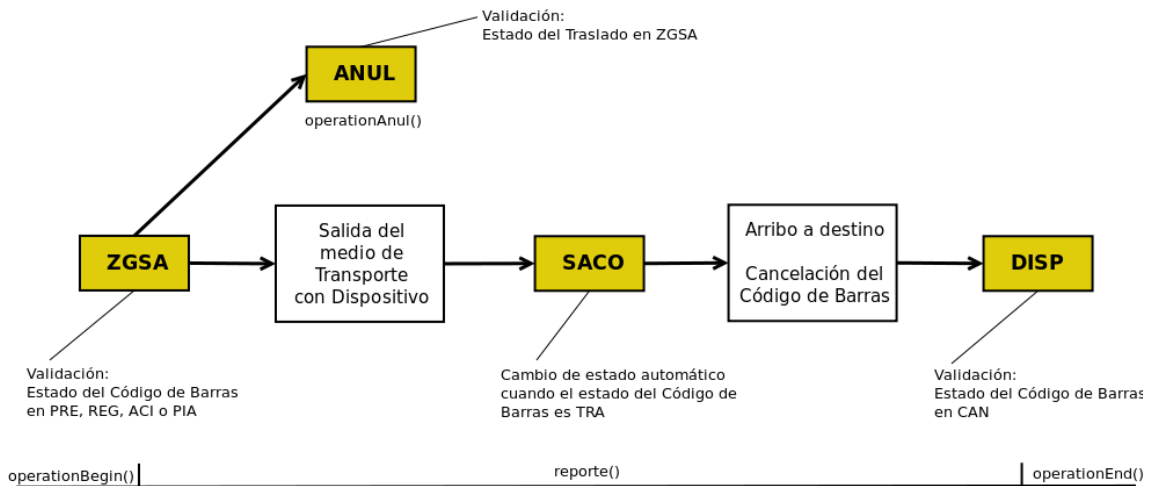 Validación:
Estado del Traslado en ZGSA
ANUL
operationAnul()
ZGSA
Salida del
medio de
Transporte
con Dispositivo
SACO
Arribo a destino
Cancelación del
Código de Barras
DISP
Validación:
Estado del Código de Barras
en PRE, REG, ACI o PIA
Cambio de estado automático
cuando el estado del Código de
Barras es TRA
Validación:
Estado del Código de Barras
en CAN
operationBegin()
reporte()
operationEnd()